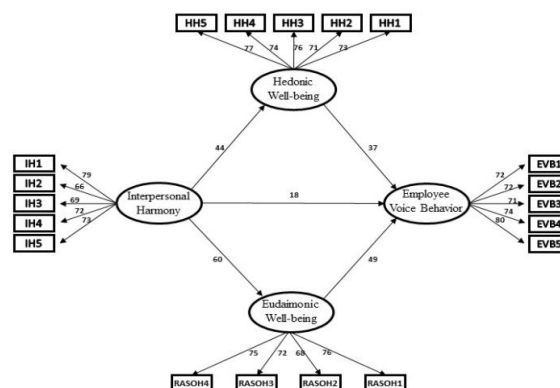 HH5 HH4 HH3 HH2 HH1
77 74 76 71 73
Hedonic
Well-being
44 37
IH1
IH2
IH3
IH4
IH5
79
66
69
72
73
Interpersonal
Harmony
18
Employee
Voice Behavior
72
72
71
74
80
EVB1
EVB2
EVB3
EVB4
EVB5
60 49
Eudaimonic
Well-being
75 72 68 76
RASOH4 RASOH3 RASOH2 RASOH1